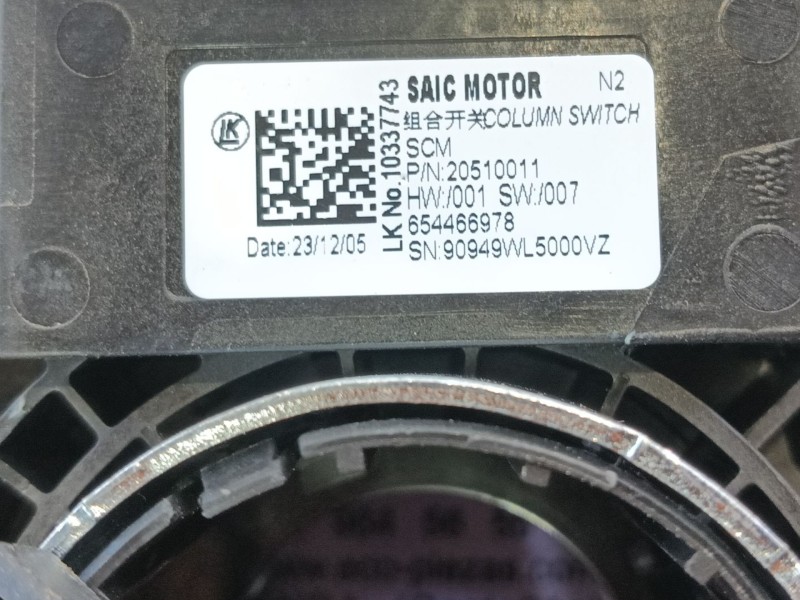 SAIC MOTOR N2
组合开关COLUMN SWITCH
SCM
P/N:20510011
HW:/001 SW:/007
654466978
SN:90949WL5000VZ
LK No.10337743
LK
Date:23/12/05